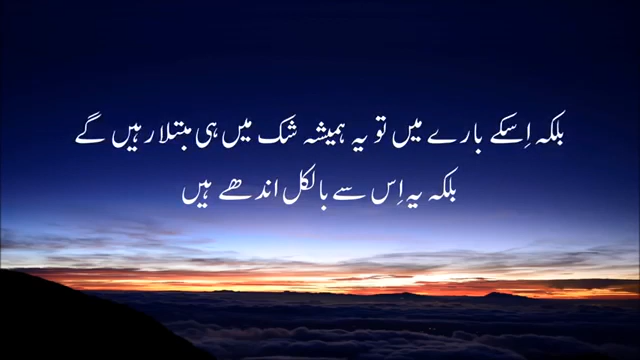 بلکہ اِسکے بارے میں تو یہ ہمیشہ شک میں ہی مبتلا رہیں گے
بلکہ یہ اِس سے بالکل اندھے ہیں